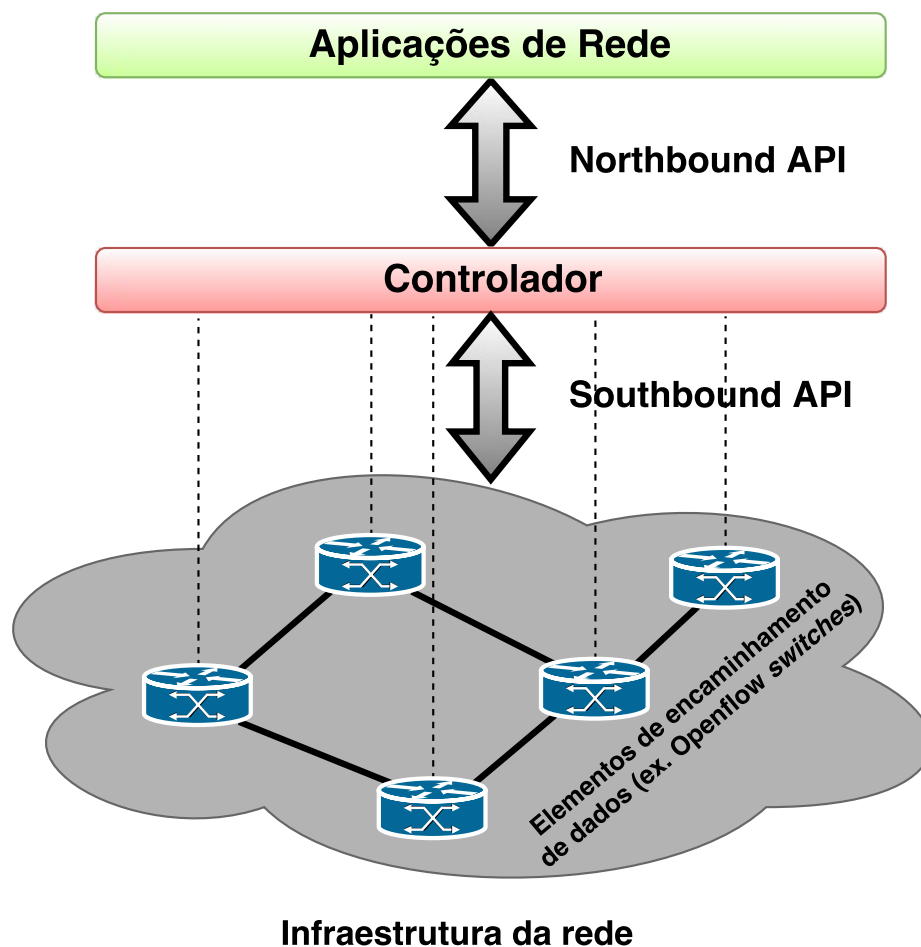 Aplicações de Rede
Northbound API
Controlador
Southbound API
Elementos de encaminhamento
de dados (ex. Openflow switches)
Infraestrutura da rede